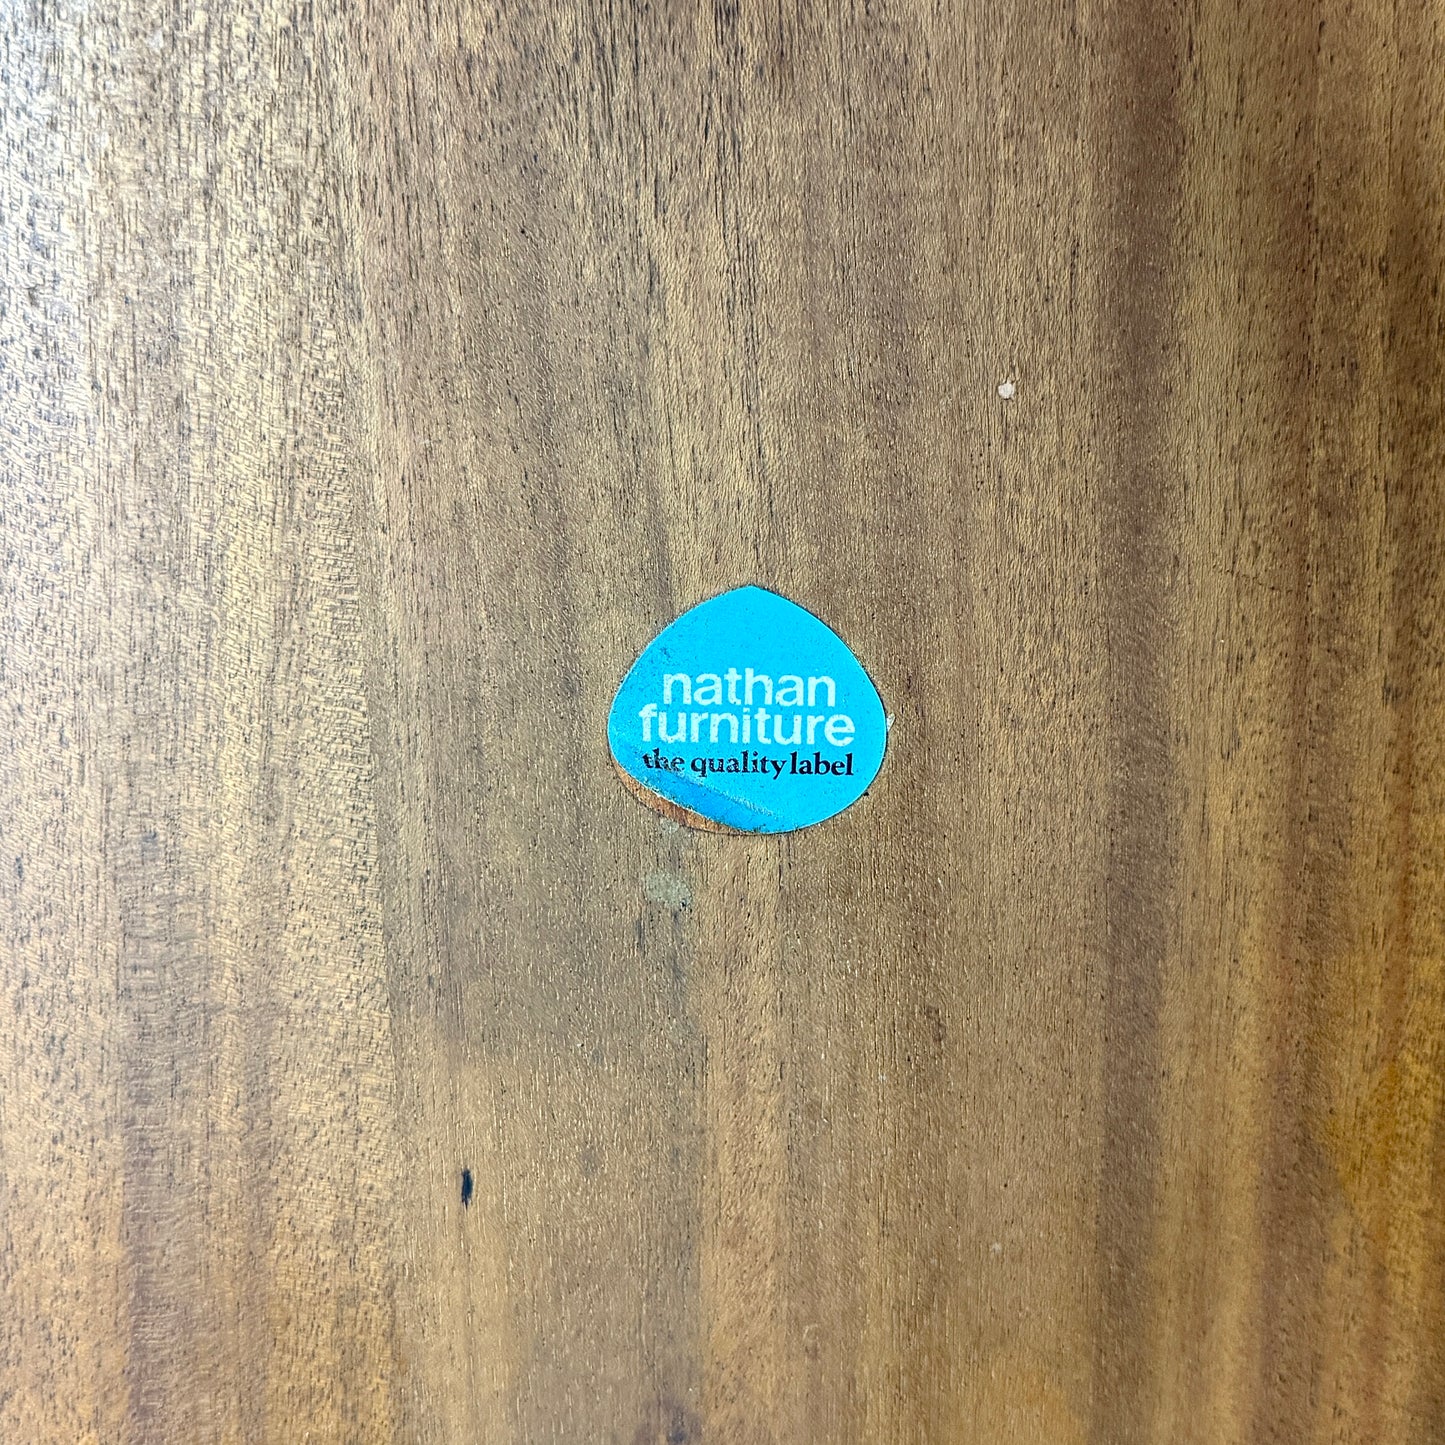 nathan
furniture
the quality label